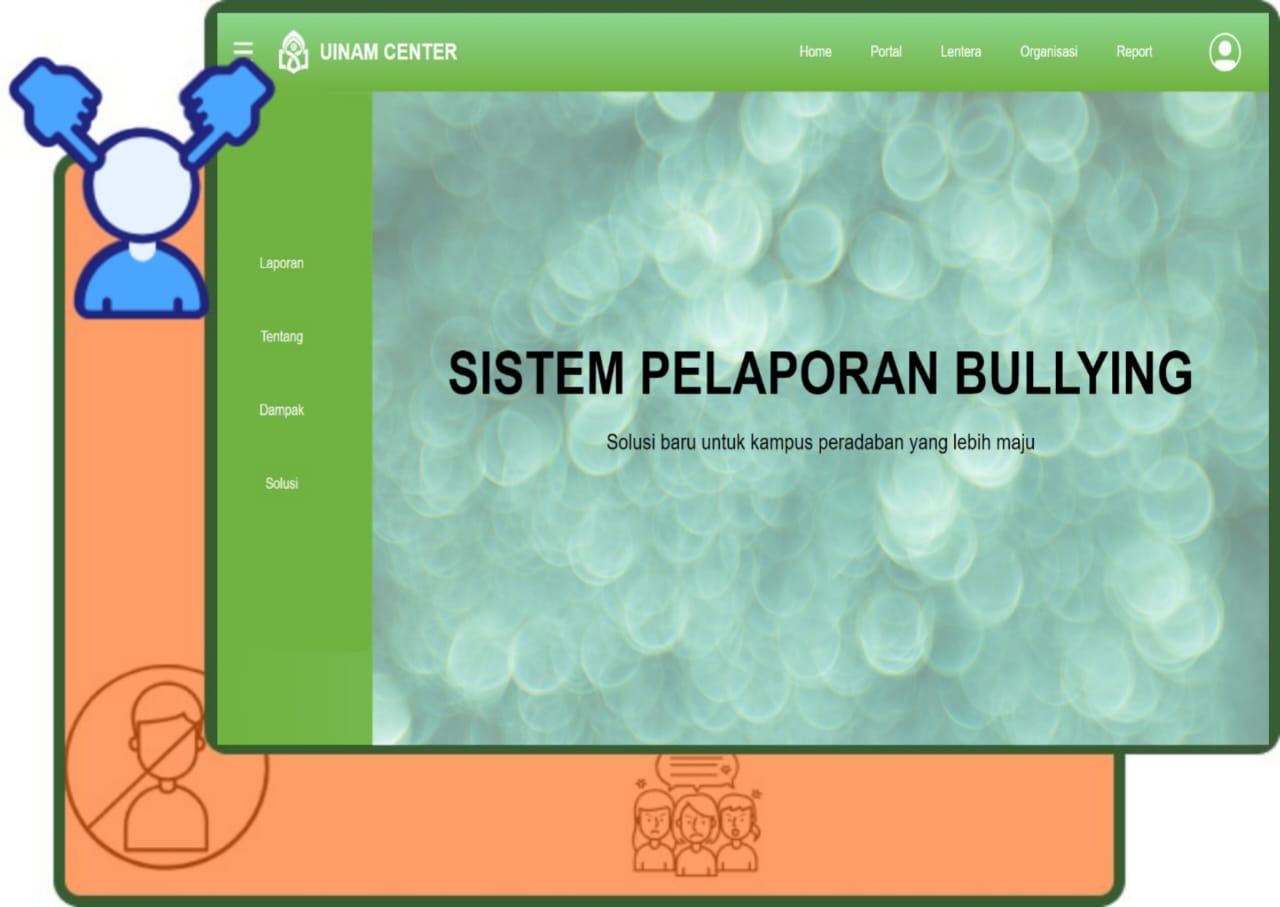 UINAM CENTER
Home Portal Lentera Organisasi Report
Laporan
Tentang
Dampak
Solusi
SISTEM PELAPORAN BULLYING
Solusi baru untuk kampus peradaban yang lebih maju